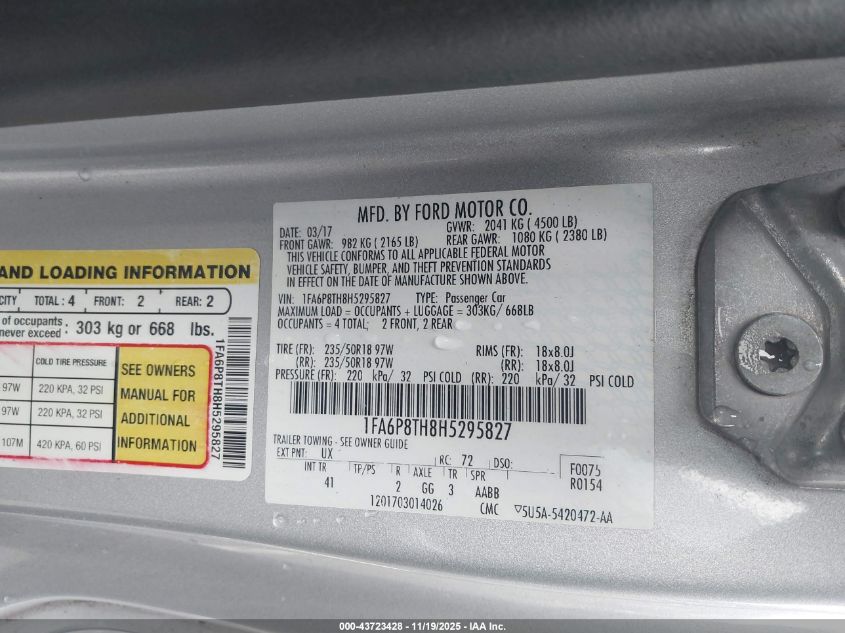 MFD. BY FORD MOTOR CO.
DATE: 03/17 GVWR: 2041 KG ( 4500 LB)
FRONT GAWR: 982 KG ( 2165 LB) REAR GAWR: 1080 KG ( 2380 LB)
THIS VEHICLE CONFORMS TO ALL APPLICABLE FEDERAL MOTOR
VEHICLE SAFETY, BUMPER, AND THEFT PREVENTION STANDARDS
IN EFFECT ON THE DATE OF MANUFACTURE SHOWN ABOVE.
VIN: 1FA6P8TH8H5295827 TYPE: Passenger Car
MAXIMUM LOAD = OCCUPANTS + LUGGAGE = 303KG/ 668LB
OCCUPANTS = 4 TOTAL; 2 FRONT, 2 REAR
TIRE (FR): 235/50R18 97W RIMS (FR): 18x8.0J
(RR): 235/50R18 97W (RR): 18x8.0J
PRESSURE (FR): 220 kPa/ 32 PSI COLD (RR): 220 kPa/ 32 PSI COLD
1FA6P8TH8H5295827
TRAILER TOWING - SEE OWNER GUIDE
EXT PNT: UX RC: 72 DSO: F0075
R0154
INT TR TP/PS R AXLE TR SPR
41 2 GG 3 AABB
1201703014026 CMC ▽5U5A-5420472-AA
AND LOADING INFORMATION
CITY TOTAL : 4 FRONT: 2 REAR: 2
of occupants
never exceed - 303 kg or 668 lbs.
COLD TIRE PRESSURE
97W 220 KPA, 32 PSI
97W 220 KPA, 32 PSI
107M 420 KPA, 60 PSI
SEE OWNERS
MANUAL FOR
ADDITIONAL
INFORMATION
1FA6P8TH8H5295827
000-43723428 - 11/19/2025 - IAA Inc.